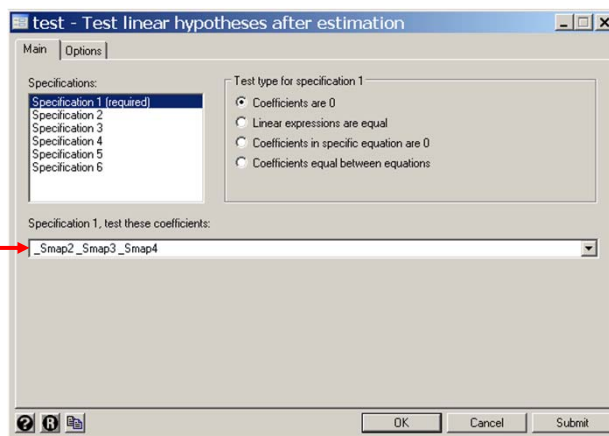 test - Test linear hypotheses after estimation
Main
Options
Specifications:
Specification 1 (required)
Specification 2
Specification 3
Specification 4
Specification 5
Specification 6
Test type for specification 1
Coefficients are 0
Linear expressions are equal
Coefficients in specific equation are 0
Coefficients equal between equations
Specification 1, test these coefficients:
_Smap2 _Smap3 _Smap4
? R
OK
Cancel
Submit